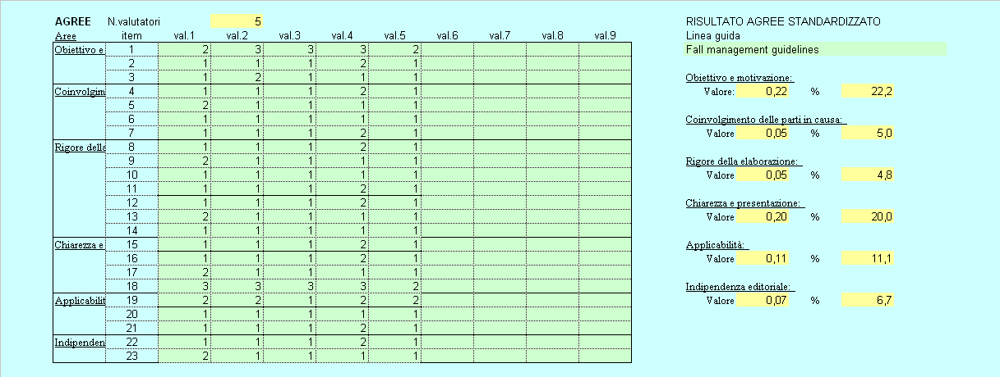 AGREE N.valutatori 5
Aree item val.1 val.2 val.3 val.4 val.5 val.6 val.7 val.8 val.9
Obiettivo e 1 2 3 3 3 2
2 1 1 1 2 1
3 1 2 1 1 1
Coinvolgim 4 1 1 1 2 1
5 2 1 1 1 1
6 1 1 1 1 1
7 1 1 1 2 1
Rigore della 8 1 1 1 2 1
9 2 1 1 1 1
10 1 1 1 1 1
11 1 1 1 2 1
12 1 1 1 2 1
13 2 1 1 1 1
14 1 1 1 1 1
Chiarezza e 15 1 1 1 2 1
16 1 1 1 2 1
17 2 1 1 1 1
18 3 3 3 3 2
Applicabilit 19 2 2 1 2 2
20 1 1 1 1 1
21 1 1 1 2 1
Indipenden 22 1 1 1 2 1
23 2 1 1 1 1
RISULTATO AGREE STANDARDIZZATO
Linea guida
Fall management guidelines
Obiettivo e motivazione:
Valore: 0,22 % 22,2
Coinvolgimento delle parti in causa:
Valore 0,05 % 5,0
Rigore della elaborazione:
Valore 0,05 % 4,8
Chiarezza e presentazione:
Valore 0,20 % 20,0
Applicabilità:
Valore 0,11 % 11,1
Indipendenza editoriale:
Valore 0,07 % 6,7